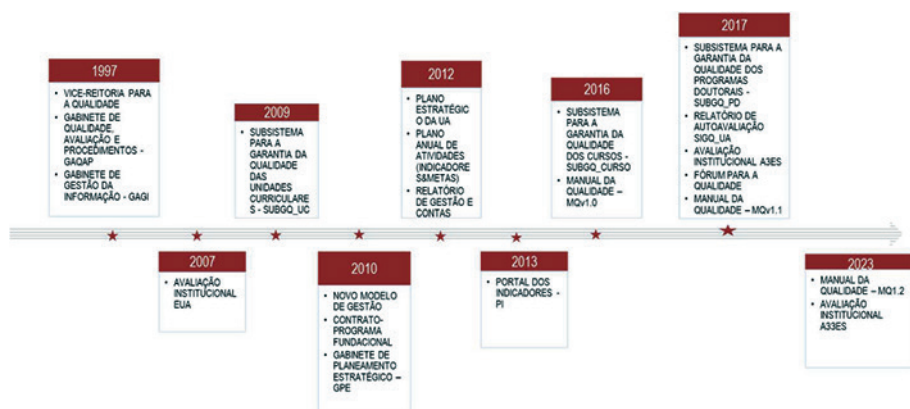 1997
• VICE-REITORIA PARA
A QUALIDADE
• GABINETE DE
QUALIDADE,
AVALIAÇÃO E
PROCEDIMENTOS -
GAQAP
• GABINETE DE
GESTÃO DA
INFORMAÇÃO - GAGI
2007
• AVALIAÇÃO
INSTITUCIONAL
EUA
2009
• SUBSISTEMA PARA A
GARANTIA DA
QUALIDADE DAS
UNIDADES
CURRICULARE
S - SUBGQ_UC
2010
• NOVO MODELO DE
GESTÃO
• CONTRATO-
PROGRAMA
FUNDACIONAL
• GABINETE DE
PLANEAMENTO
ESTRATÉGICO –
GPE
2012
• PLANO
ESTRATÉGIC
O DA UA
• PLANO
ANUAL DE
ATIVIDADES
(INDICADORE
S&METAS)
• RELATÓRIO
DE GESTÃO E
CONTAS
2013
• PORTAL DOS
INDICADORES -
PI
2016
• SUBSISTEMA
PARA A
GARANTIA DA
QUALIDADE
DOS CURSOS -
SUBGQ_CURSO
• MANUAL DA
QUALIDADE – MQv1.0
2017
• SUBSISTEMA PARA A
GARANTIA DA
QUALIDADE DOS
PROGRAMAS
DOUTORAIS -
SUBGQ_PD
• RELATÓRIO DE
AUTOAVALIAÇÃO
SIGQ_UA
• AVALIAÇÃO
INSTITUCIONAL A3ES
• FÓRUM PARA A
QUALIDADE
• MANUAL DA
QUALIDADE – MQv1.1
2023
• MANUAL DA
QUALIDADE – MQ1.2
• AVALIAÇÃO
INSTITUCIONAL
A33ES